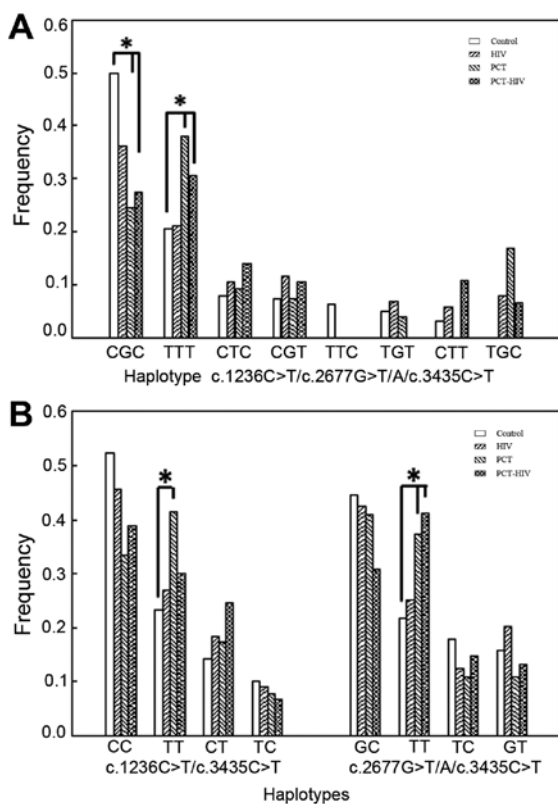 A
0.6
0.5
0.4
0.3
0.2
0.1
0.0
Frequency
Control
HIV
PCT
PCT-HIV
*
*
CGC TTT CTC CGT TTC TGT CTT TGC
Haplotype c.1236C>T/c.2677G>T/A/c.3435C>T
B
0.6
0.5
0.4
0.3
0.2
0.1
0.0
Frequency
Control
HIV
PCT
PCT-HIV
*
*
CC TT CT TC GC TT TC GT
c.1236C>T/c.3435C>T c.2677G>T/A/c.3435C>T
Haplotypes